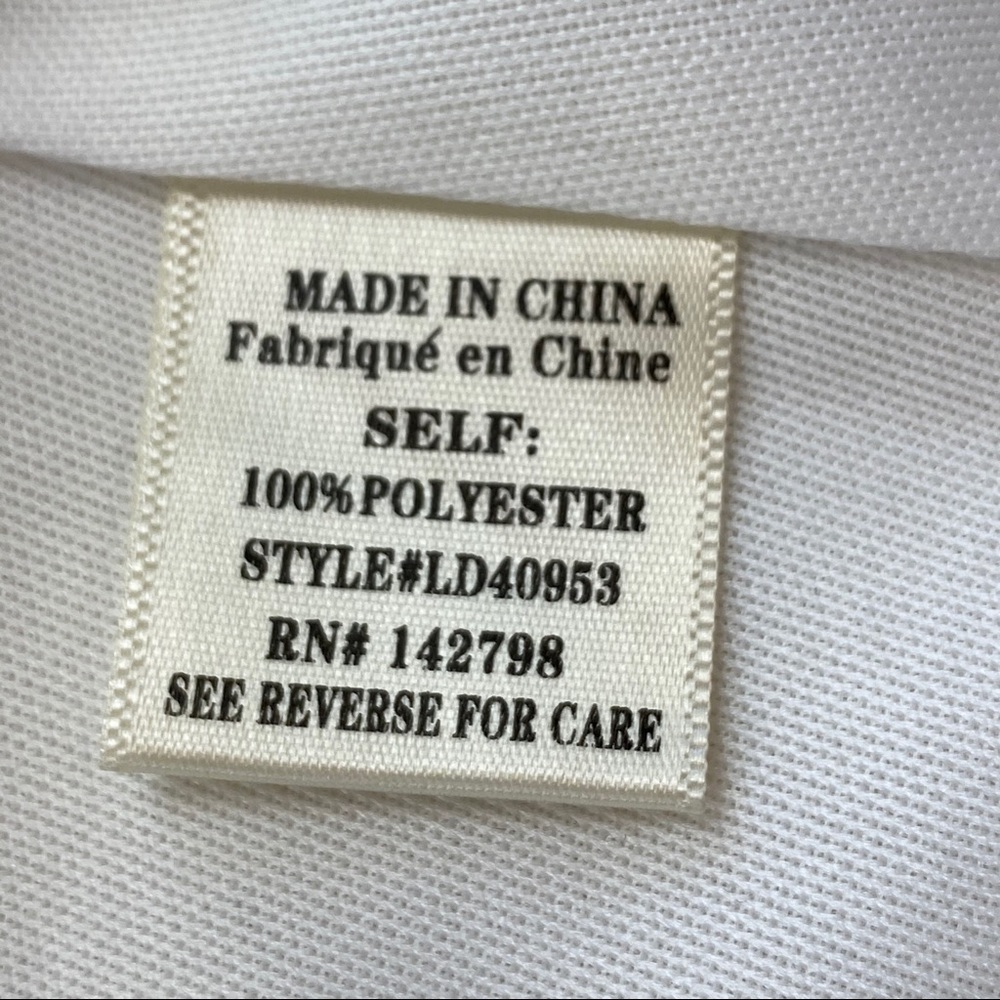 MADE IN CHINA
Fabriqué en Chine
SELF:
100%POLYESTER
STYLE#LD40953
RN# 142798
SEE REVERSE FOR CARE